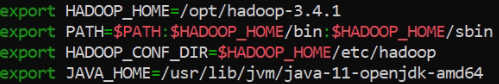 export HADOOP_HOME=/opt/hadoop-3.4.1
export PATH=$PATH:$HADOOP_HOME/bin:$HADOOP_HOME/sbin
export HADOOP_CONF_DIR=$HADOOP_HOME/etc/hadoop
export JAVA_HOME=/usr/lib/jvm/java-11-openjdk-amd64